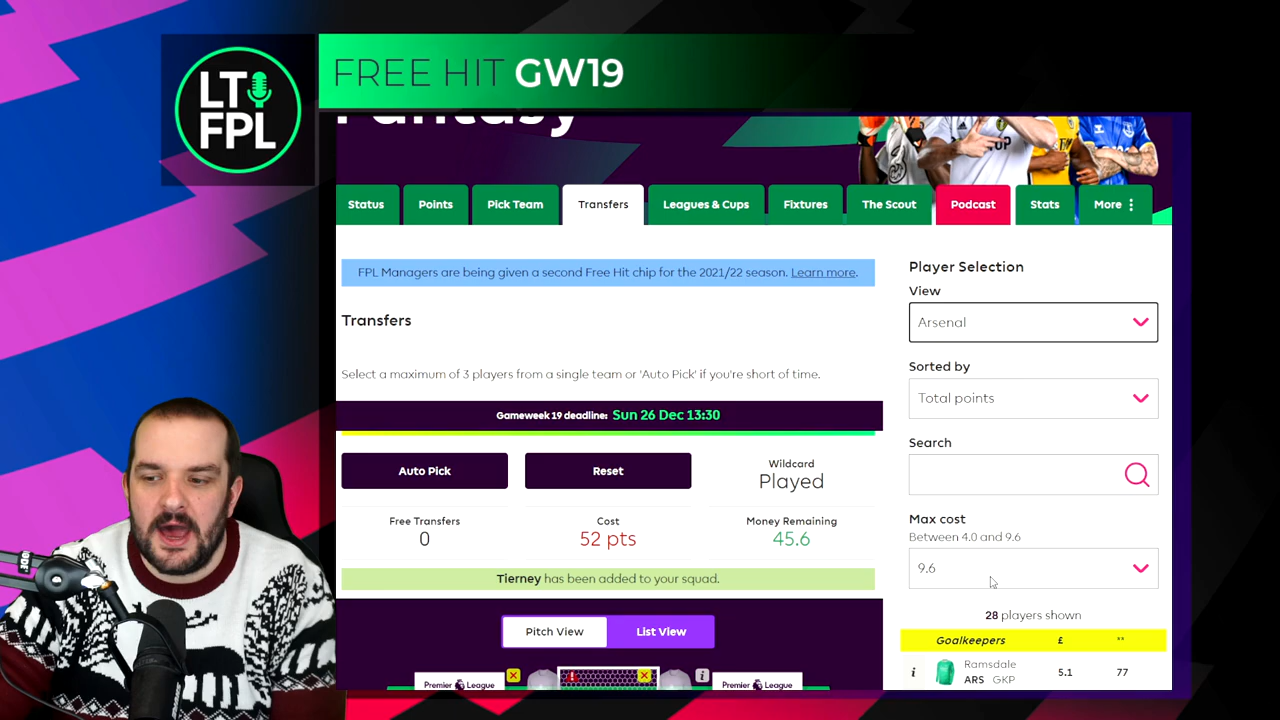 LT
FPL
FREE HIT GW19
Fantasy
Status Points Pick Team Transfers Leagues & Cups Fixtures The Scout Podcast Stats More
FPL Managers are being given a second Free Hit chip for the 2021/22 season. Learn more.
Player Selection
View
Arsenal
Transfers
Sorted by
Select a maximum of 3 players from a single team or 'Auto Pick' if you're short of time.
Total points
Gameweek 19 deadline: Sun 26 Dec 13:30
Search
Auto Pick Reset Wildcard
Played
Free Transfers Cost Money Remaining
0 52 pts 45.6
Max cost
Between 4.0 and 9.6
9.6
Tierney has been added to your squad.
28 players shown
Pitch View List View
Goalkeepers £ **
Ramsdale
ARS GKP 5.1 77
Premier League Premier League